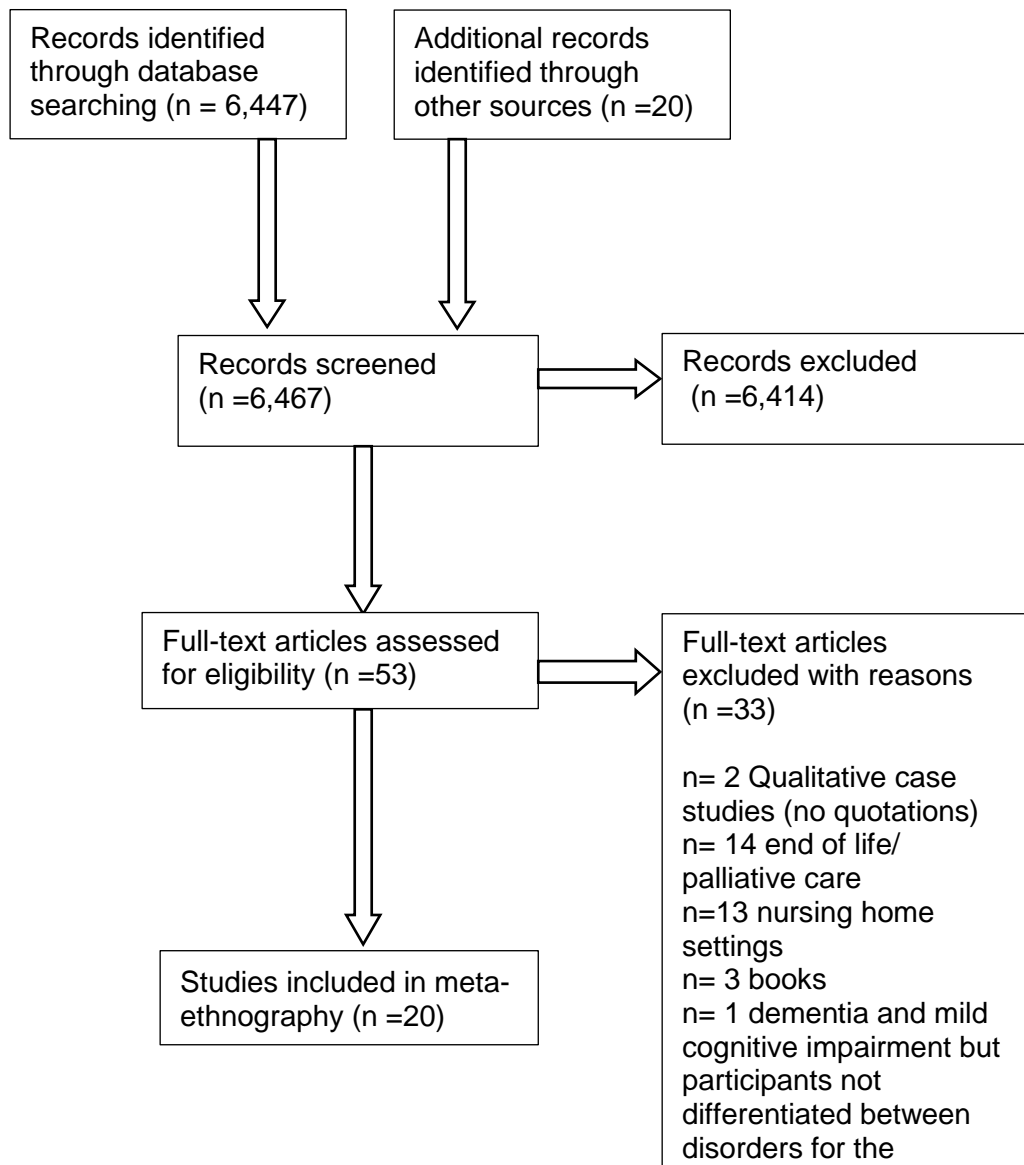 Records identified
through database
searching (n = 6,447)
Additional records
identified through
other sources (n =20)
Records screened
(n =6,467)
Records excluded
(n =6,414)
Full-text articles assessed
for eligibility (n =53)
Full-text articles
excluded with reasons
(n =33)
n= 2 Qualitative case
studies (no quotations)
n= 14 end of life/
palliative care
n=13 nursing home
settings
n= 3 books
n= 1 dementia and mild
cognitive impairment but
participants not
differentiated between
disorders for the
Studies included in meta-
ethnography (n =20)